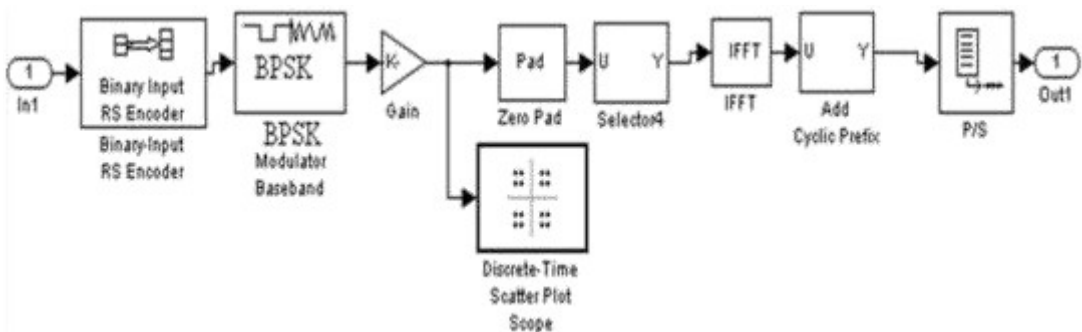 1
In1
Binary Input
RS Encoder
Binary-Input
RS Encoder
BPSK
BPSK
Modulator
Baseband
K-
Gain
Pad
Zero Pad
U Y
Selector4
IFFT
IFFT
U Y
Add
Cyclic Prefix
P/S
1
Out1
Discrete-Time
Scatter Plot
Scope